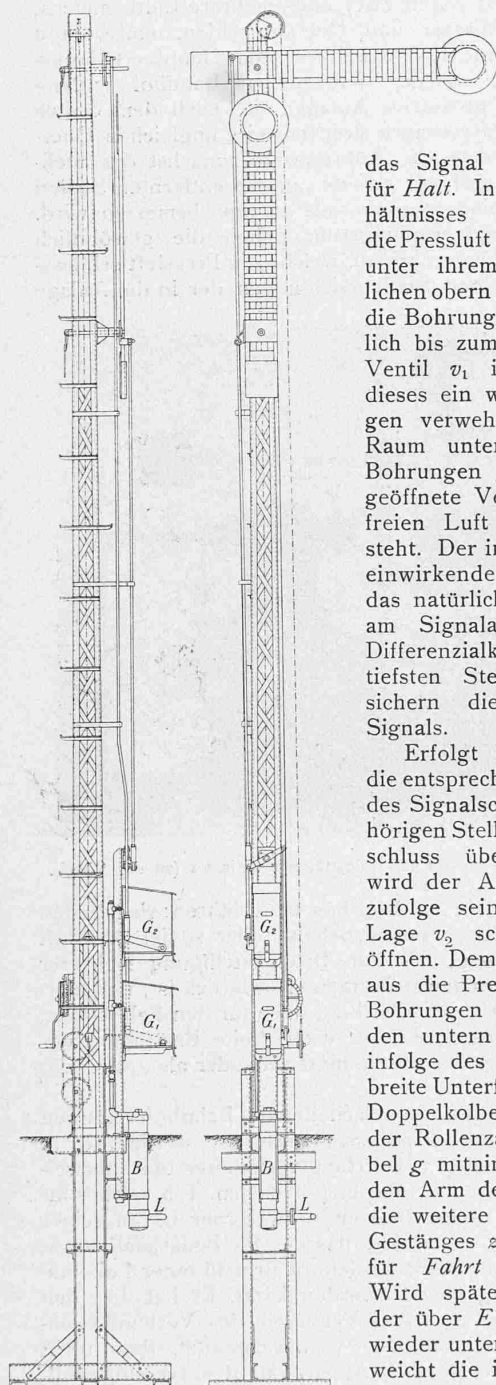 das Signal
für Halt. In
hältnisses
die Pressluft
unter ihrem
lichen obern
die Bohrung
lich bis zum
Ventil v₁ i
dieses ein w
gen verweh
Raum unter
Bohrungen
geöffnete Ve
freien Luft
steht. Der in
einwirkende
das natürlich
am Signala
Differenzialk
tiefsten Ste
sichern die
Signals.
Erfolgt
die entsprech
des Signalsc
hörigen Stell
schluss übe
wird der A
zufolge sein
Lage v₂ sc
öffnen. Dem
aus die Pre
Bohrungen
den untern
infolge des
breite Unterf
Doppelkolbe
der Rollenza
bel g mitnin
den Arm de
die weitere
Gestänges z
für Fahrt
Wird späte
der über E
wieder unter
weicht die i
G₂ G₂
G₁ G₁
B B
L L